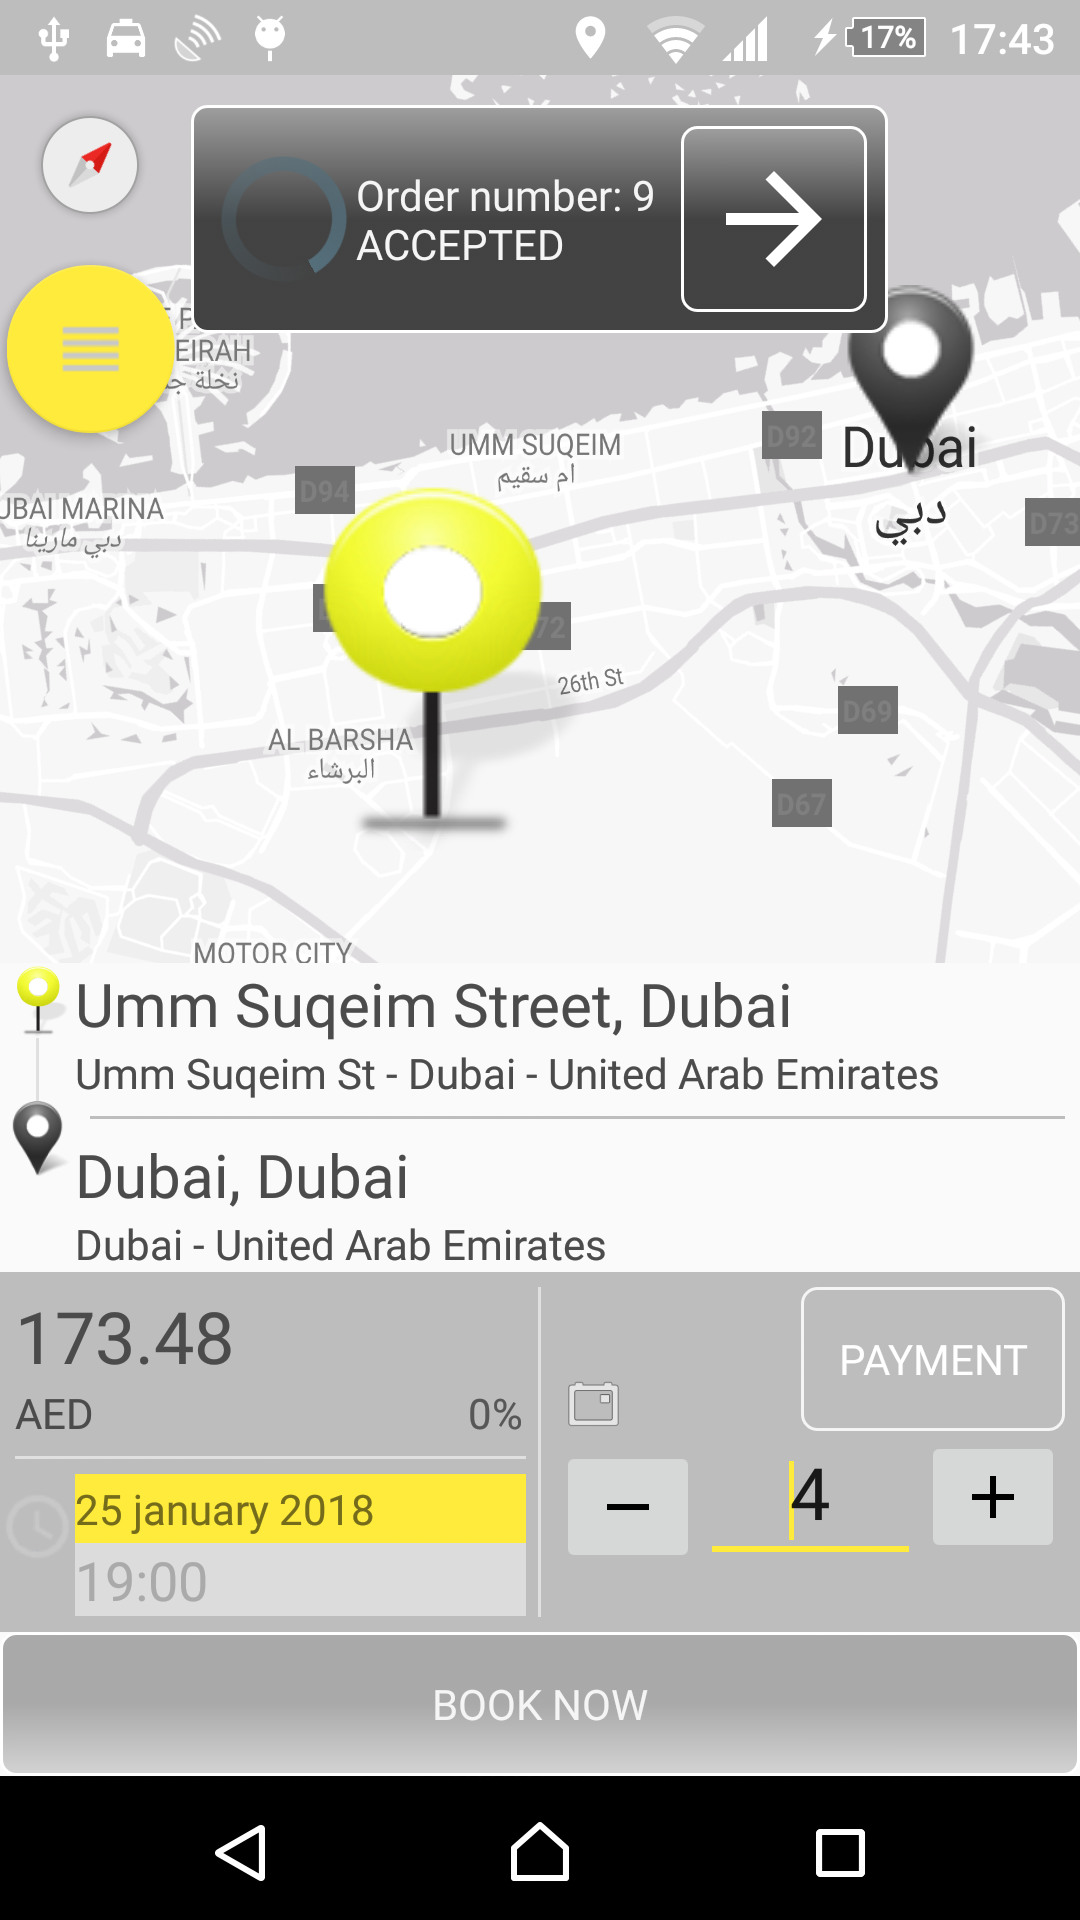 17%
17:43
Order number: 9
ACCEPTED
EIRAH
UMM SUQEIM
أم سقيم
D92
Dubai
دبي
D94
UBAI MARINA
دبي مارينا
D73
72
26th St
D69
AL BARSHA
البرشاء
D67
MOTOR CITY
Umm Suqeim Street, Dubai
Umm Suqeim St - Dubai - United Arab Emirates
Dubai, Dubai
Dubai - United Arab Emirates
173.48
AED
0%
PAYMENT
25 january 2018
19:00
4
BOOK NOW